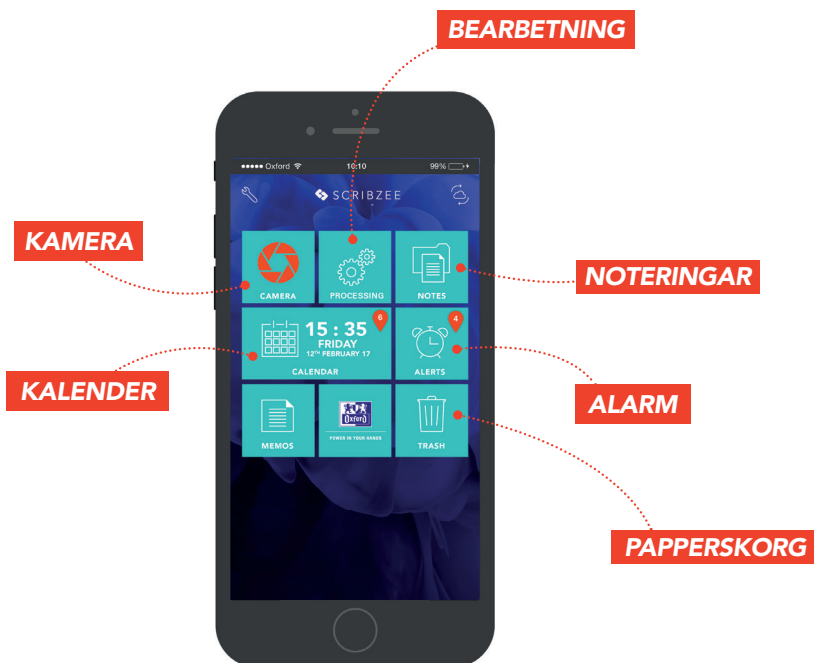 BEARBETNING
Oxford 10:10 99%
SCRIBZEE
KAMERA
CAMERA
PROCESSING
NOTES
NOTERINGAR
15 : 35
6
FRIDAY
12TH FEBRUARY 17
CALENDAR
4
ALERTS
KALENDER
ALARM
MEMOS
Oxford
POWER IN YOUR HANDS
TRASH
PAPPERSKORG